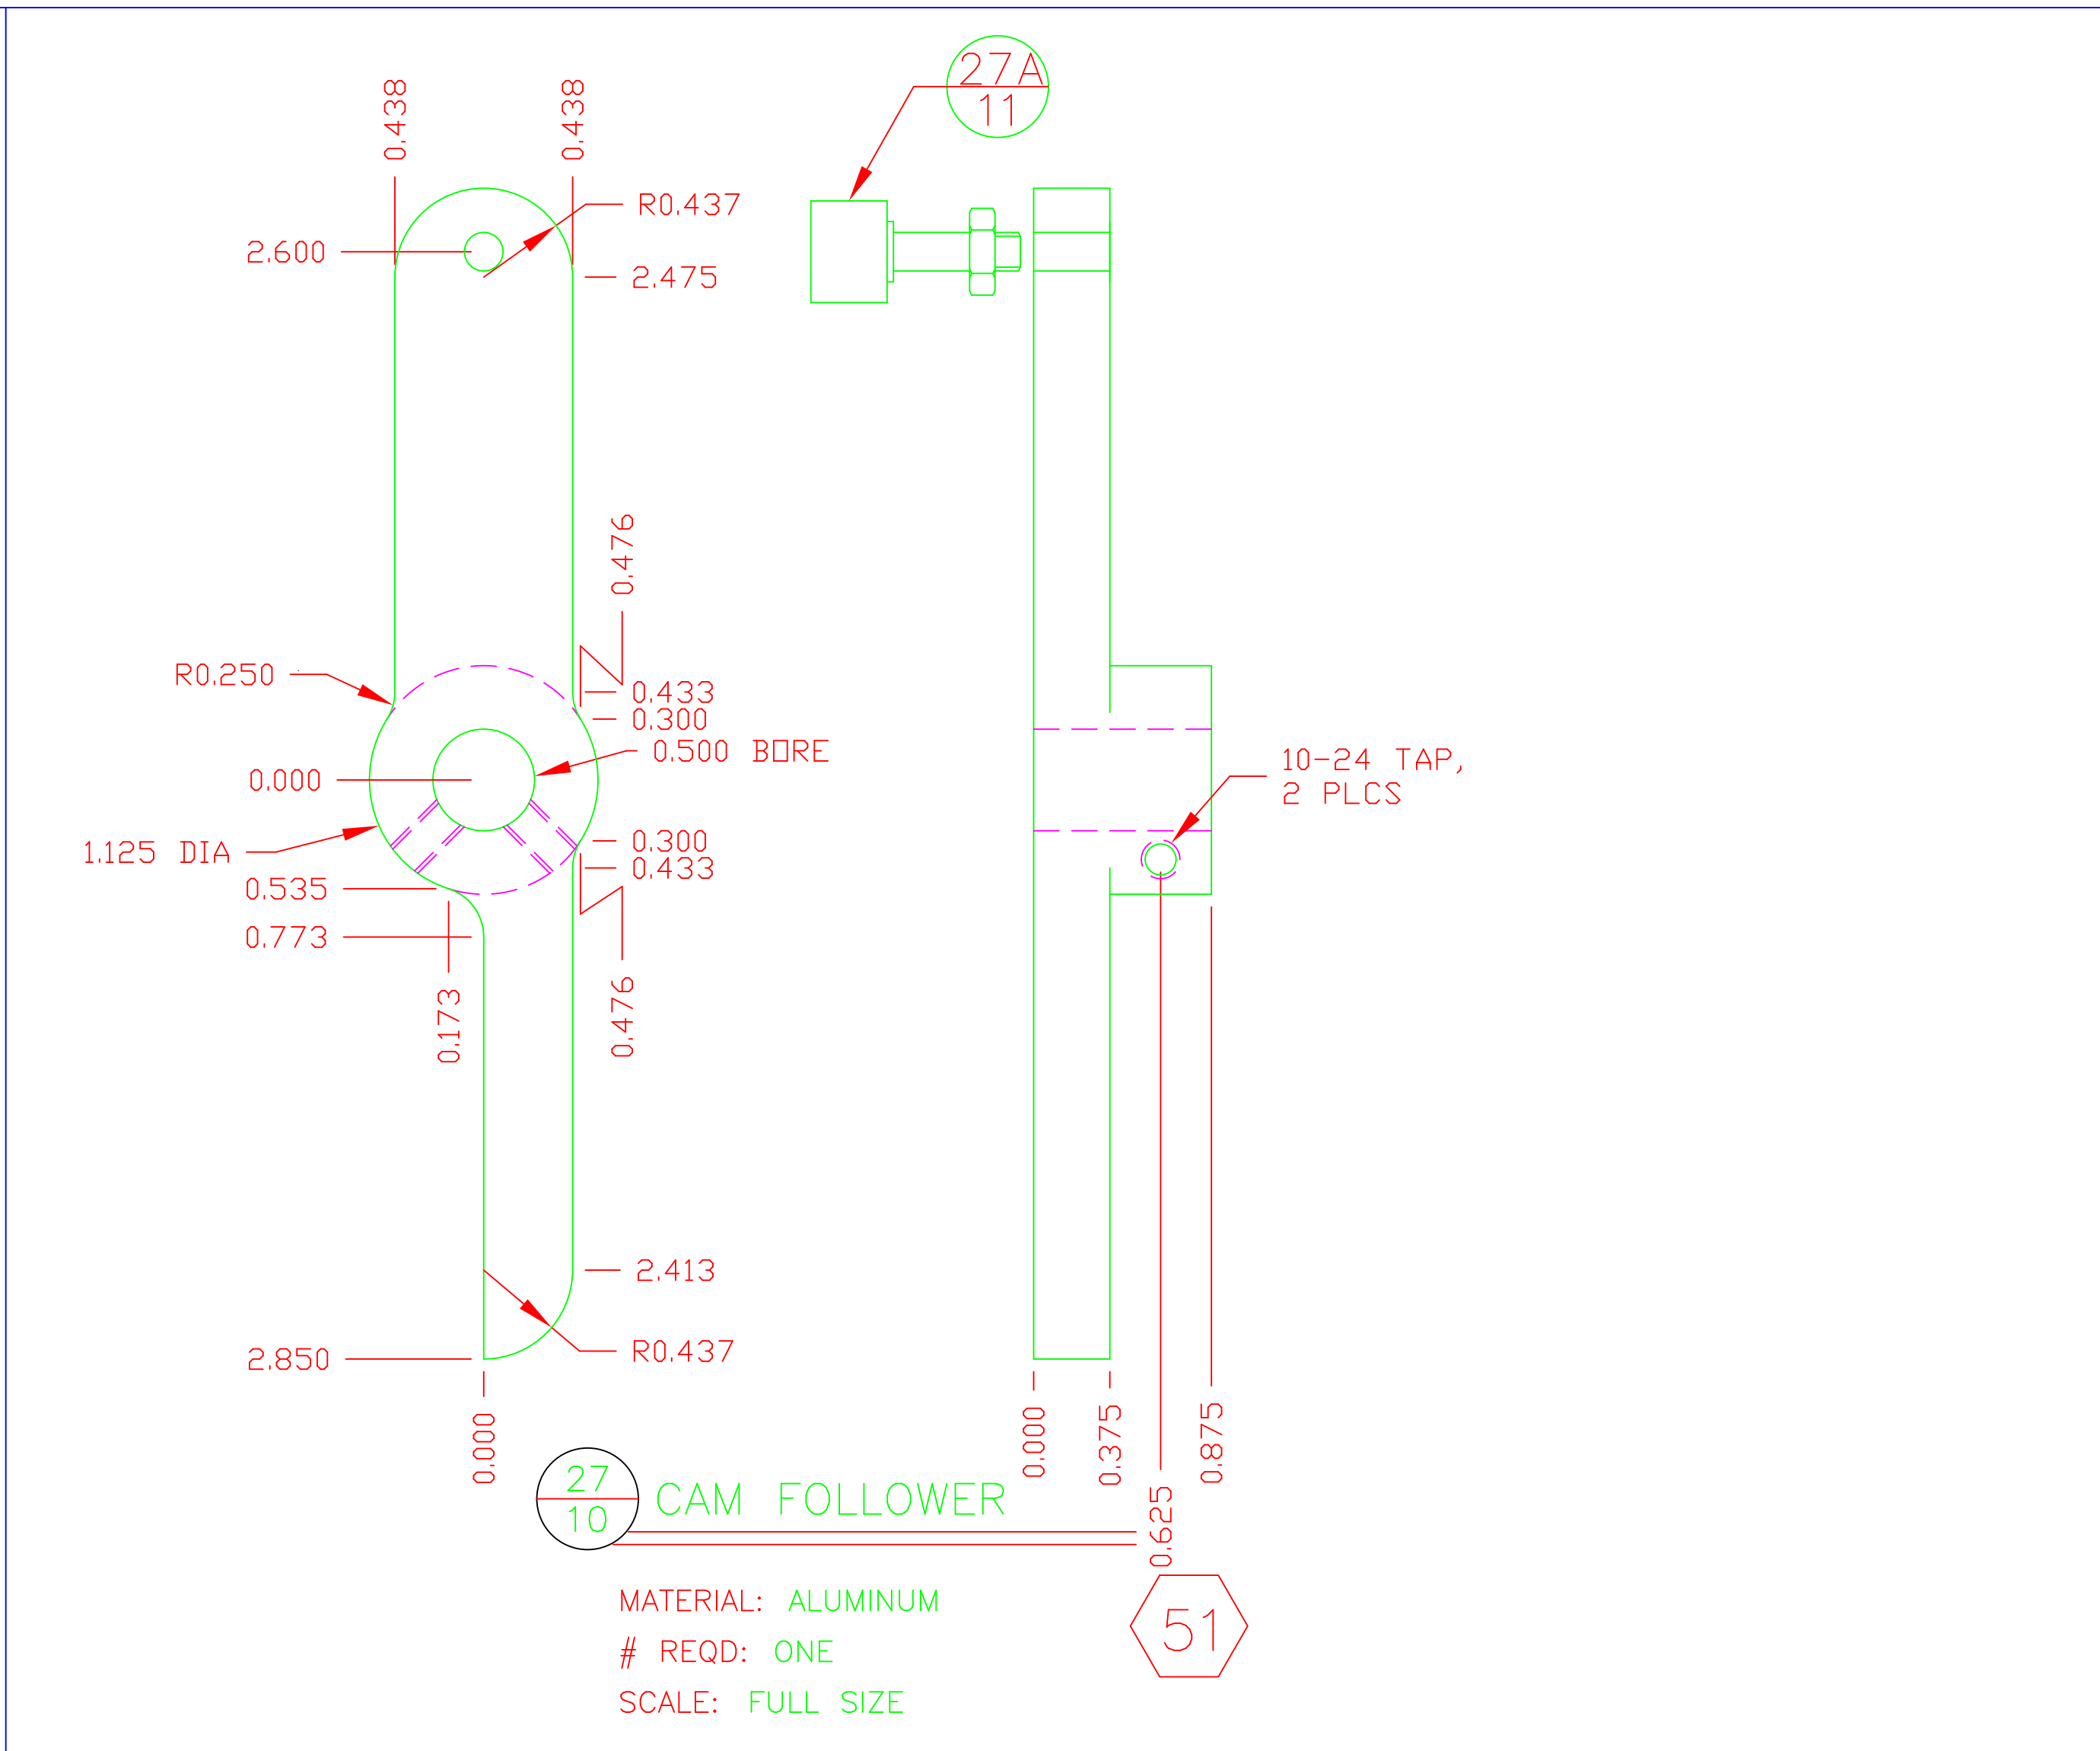 27A
11
0.438
0.438
R0.437
2.600
2.475
0.476
R0.250
0.433
0.300
0.500 BORE
0.000
10-24 TAP,
2 PLCS
1.125 DIA
0.300
0.433
0.535
0.773
0.173
0.476
2.413
R0.437
2.850
0.000
0.000
0.375
0.875
0.625
27
10
CAM FOLLOWER
MATERIAL: ALUMINUM
# REQD: ONE
SCALE: FULL SIZE
51